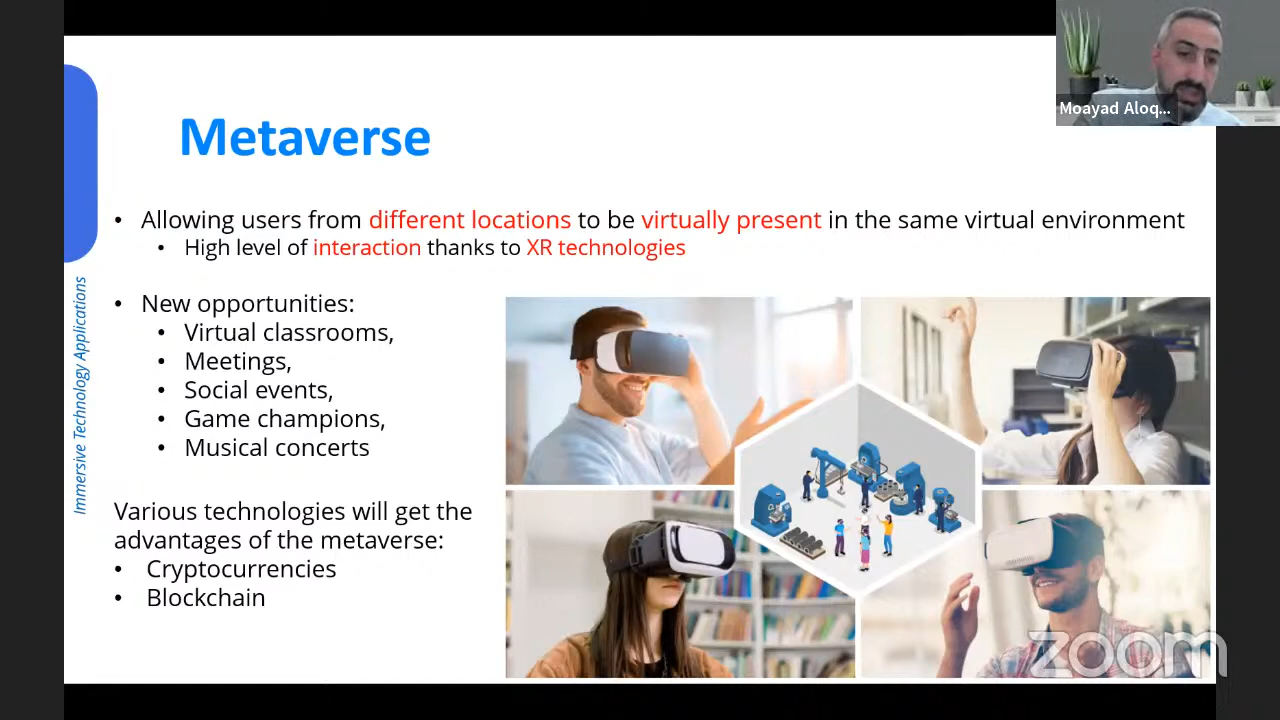 Moayad Aloq...
Metaverse
• Allowing users from different locations to be virtually present in the same virtual environment
• High level of interaction thanks to XR technologies
• New opportunities:
• Virtual classrooms,
• Meetings,
• Social events,
• Game champions,
• Musical concerts
Various technologies will get the
advantages of the metaverse:
• Cryptocurrencies
• Blockchain
Immersive Technology Applications
zoom